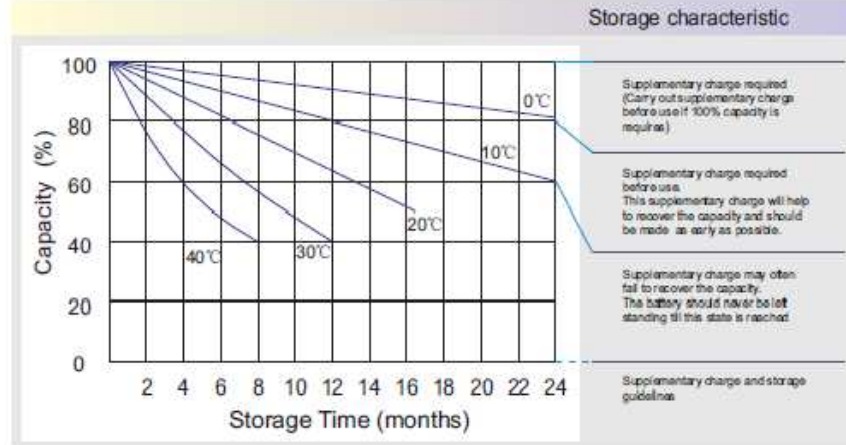 Storage characteristic
100
80
60
40
20
0
Capacity (%)
0℃
10℃
20℃
30℃
40℃
2 4 6 8 10 12 14 16 18 20 22 24
Storage Time (months)
Supplementary charge required
(Carry out supplementary charge
before use if 100% capacity is
requires)
Supplementary charge required
before use.
This supplementary charge will help
to recover the capacity and should
be made as early as possible.
Supplementary charge may often
fail to recover the capacity.
The battery should never be left
standing till this state is reached
Supplementary charge and storage
guidelines